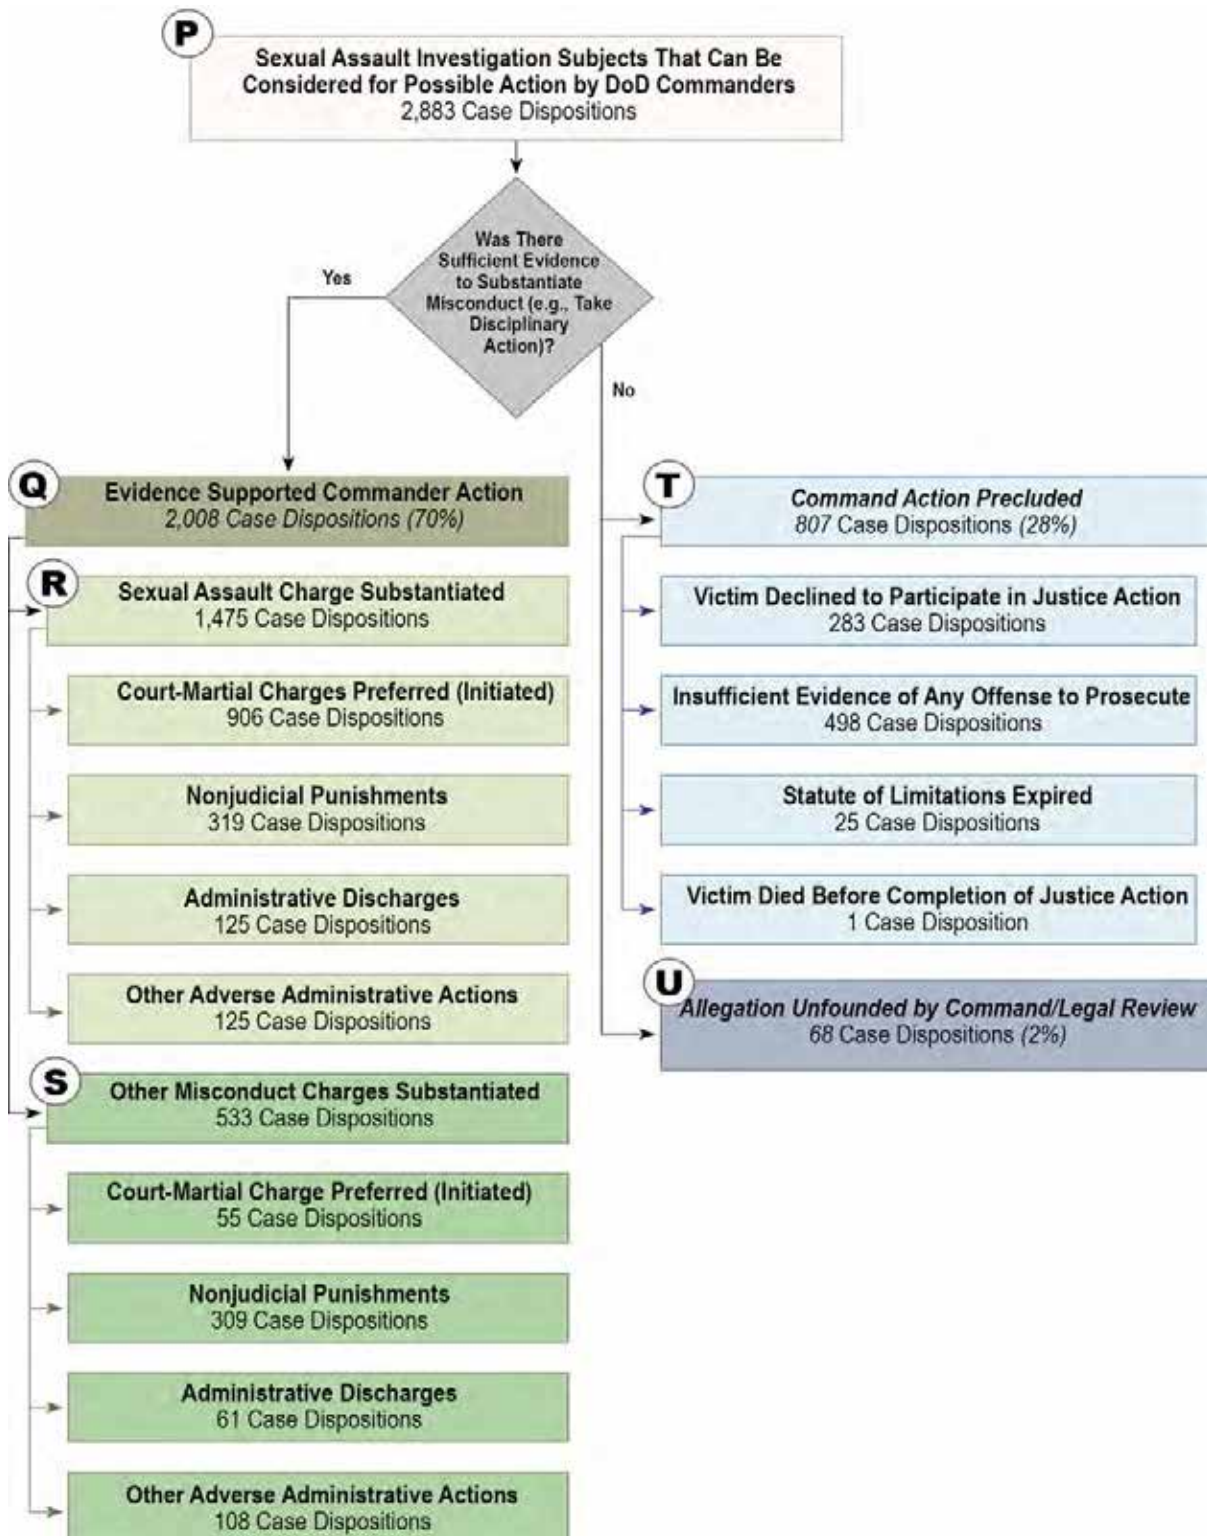 P
Sexual Assault Investigation Subjects That Can Be
Considered for Possible Action by DoD Commanders
2,883 Case Dispositions
Was There
Sufficient Evidence
to Substantiate
Misconduct (e.g., Take
Disciplinary
Action)?
Yes
No
Q
Evidence Supported Commander Action
2,008 Case Dispositions (70%)
R
Sexual Assault Charge Substantiated
1,475 Case Dispositions
Court-Martial Charges Preferred (Initiated)
906 Case Dispositions
Nonjudicial Punishments
319 Case Dispositions
Administrative Discharges
125 Case Dispositions
Other Adverse Administrative Actions
125 Case Dispositions
S
Other Misconduct Charges Substantiated
533 Case Dispositions
Court-Martial Charge Preferred (Initiated)
55 Case Dispositions
Nonjudicial Punishments
309 Case Dispositions
Administrative Discharges
61 Case Dispositions
Other Adverse Administrative Actions
108 Case Dispositions
T
Command Action Precluded
807 Case Dispositions (28%)
Victim Declined to Participate in Justice Action
283 Case Dispositions
Insufficient Evidence of Any Offense to Prosecute
498 Case Dispositions
Statute of Limitations Expired
25 Case Dispositions
Victim Died Before Completion of Justice Action
1 Case Disposition
U
Allegation Unfounded by Command/Legal Review
68 Case Dispositions (2%)